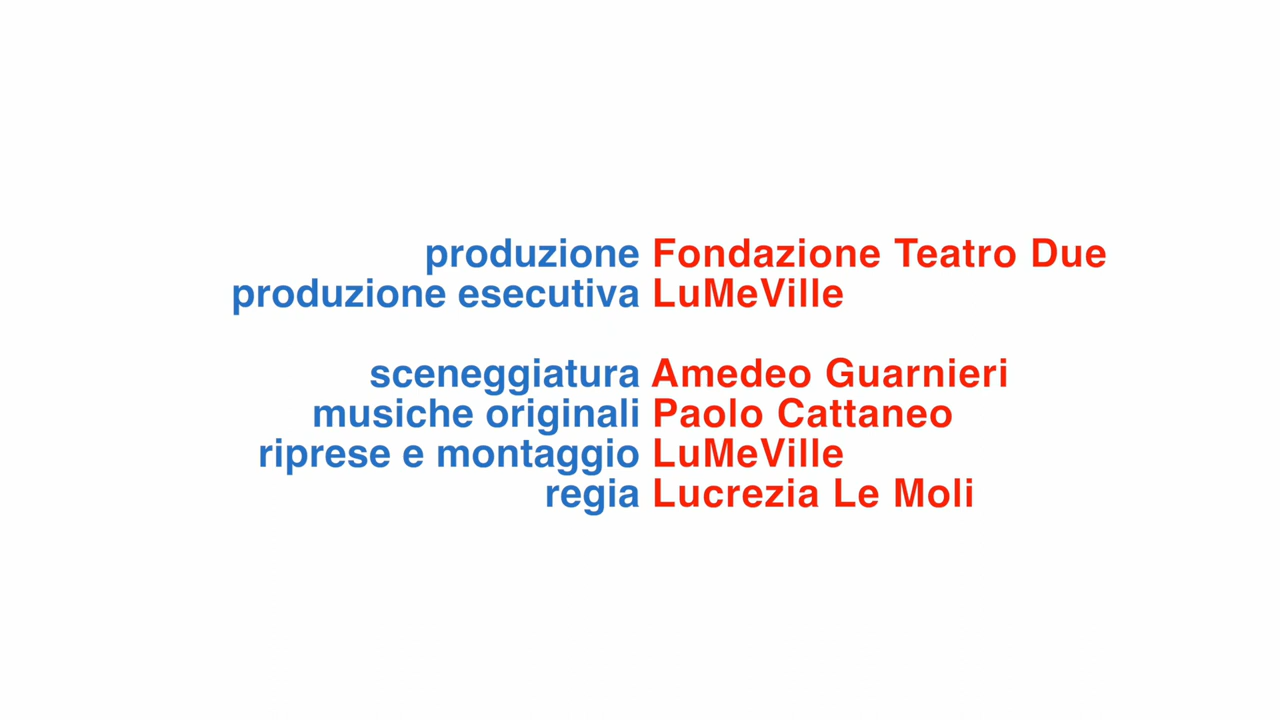 produzione Fondazione Teatro Due
produzione esecutiva LuMeVille
sceneggiatura Amedeo Guarnieri
musiche originali Paolo Cattaneo
riprese e montaggio LuMeVille
regia Lucrezia Le Moli